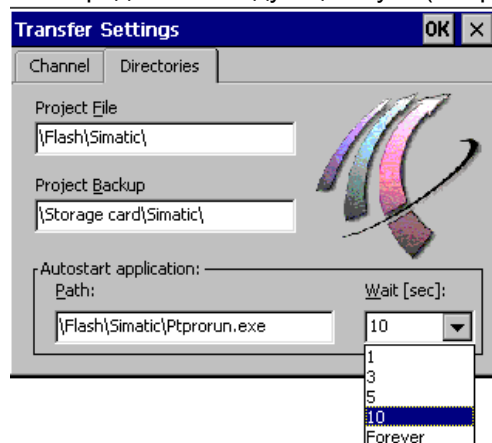 Transfer Settings OK ×
Channel Directories
Project File
\Flash\Simatic\
Project Backup
\Storage card\Simatic\
Autostart application:
Path: Wait [sec]:
\Flash\Simatic\Ptprorun.exe 10
1
3
5
10
Forever